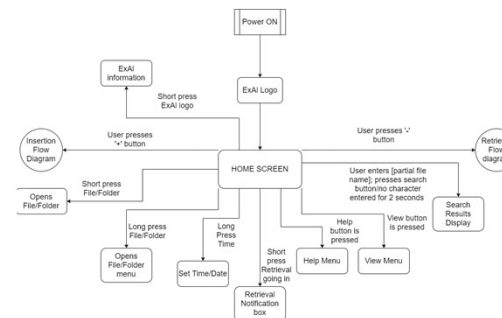 Power ON
ExAI
information
Short press
ExAI logo
ExAI Logo
Insertion
Flow
Diagram
User presses
'+' button
User presses '-'
button
Retrie
Flow
diagra
HOME SCREEN
Short press
File/Folder
Opens
File/Folder
Long press
File/Folder
Opens
File/Folder
menu
Long
Press
Time
Set Time/Date
Short
press
Retrieval
going in
Retrieval
Notification
box
Help
button is
pressed
Help Menu
View button
is pressed
View Menu
User enters [partial file
name]; presses search
button/no character
entered for 2 seconds
Search
Results
Display